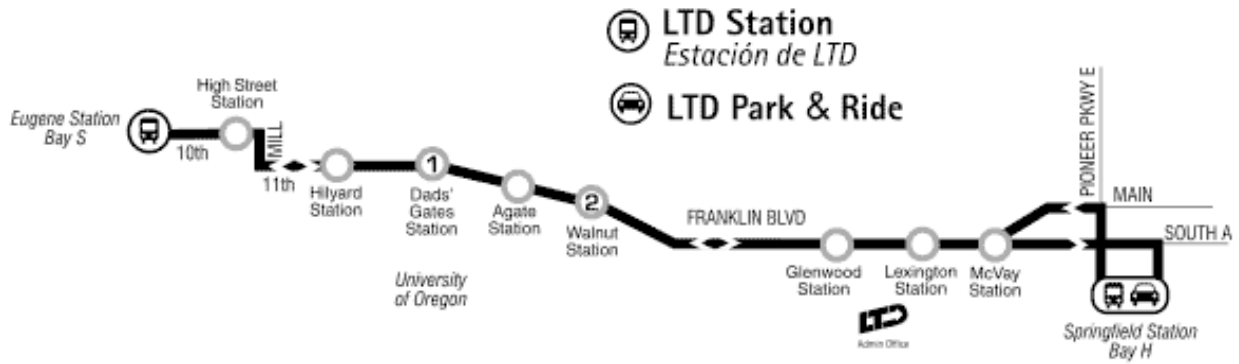 LTD Station
Estación de LTD
LTD Park & Ride
High Street
Station
Eugene Station
Bay S
10th
MILL
11th
Hilyard
Station
1
Dads'
Gates
Station
Agate
Station
2
Walnut
Station
University
of Oregon
FRANKLIN BLVD
Glenwood
Station
Lexington
Station
McVay
Station
LTD
Admin Office
PIONEER PKWY E
MAIN
SOUTH A
Springfield Station
Bay H